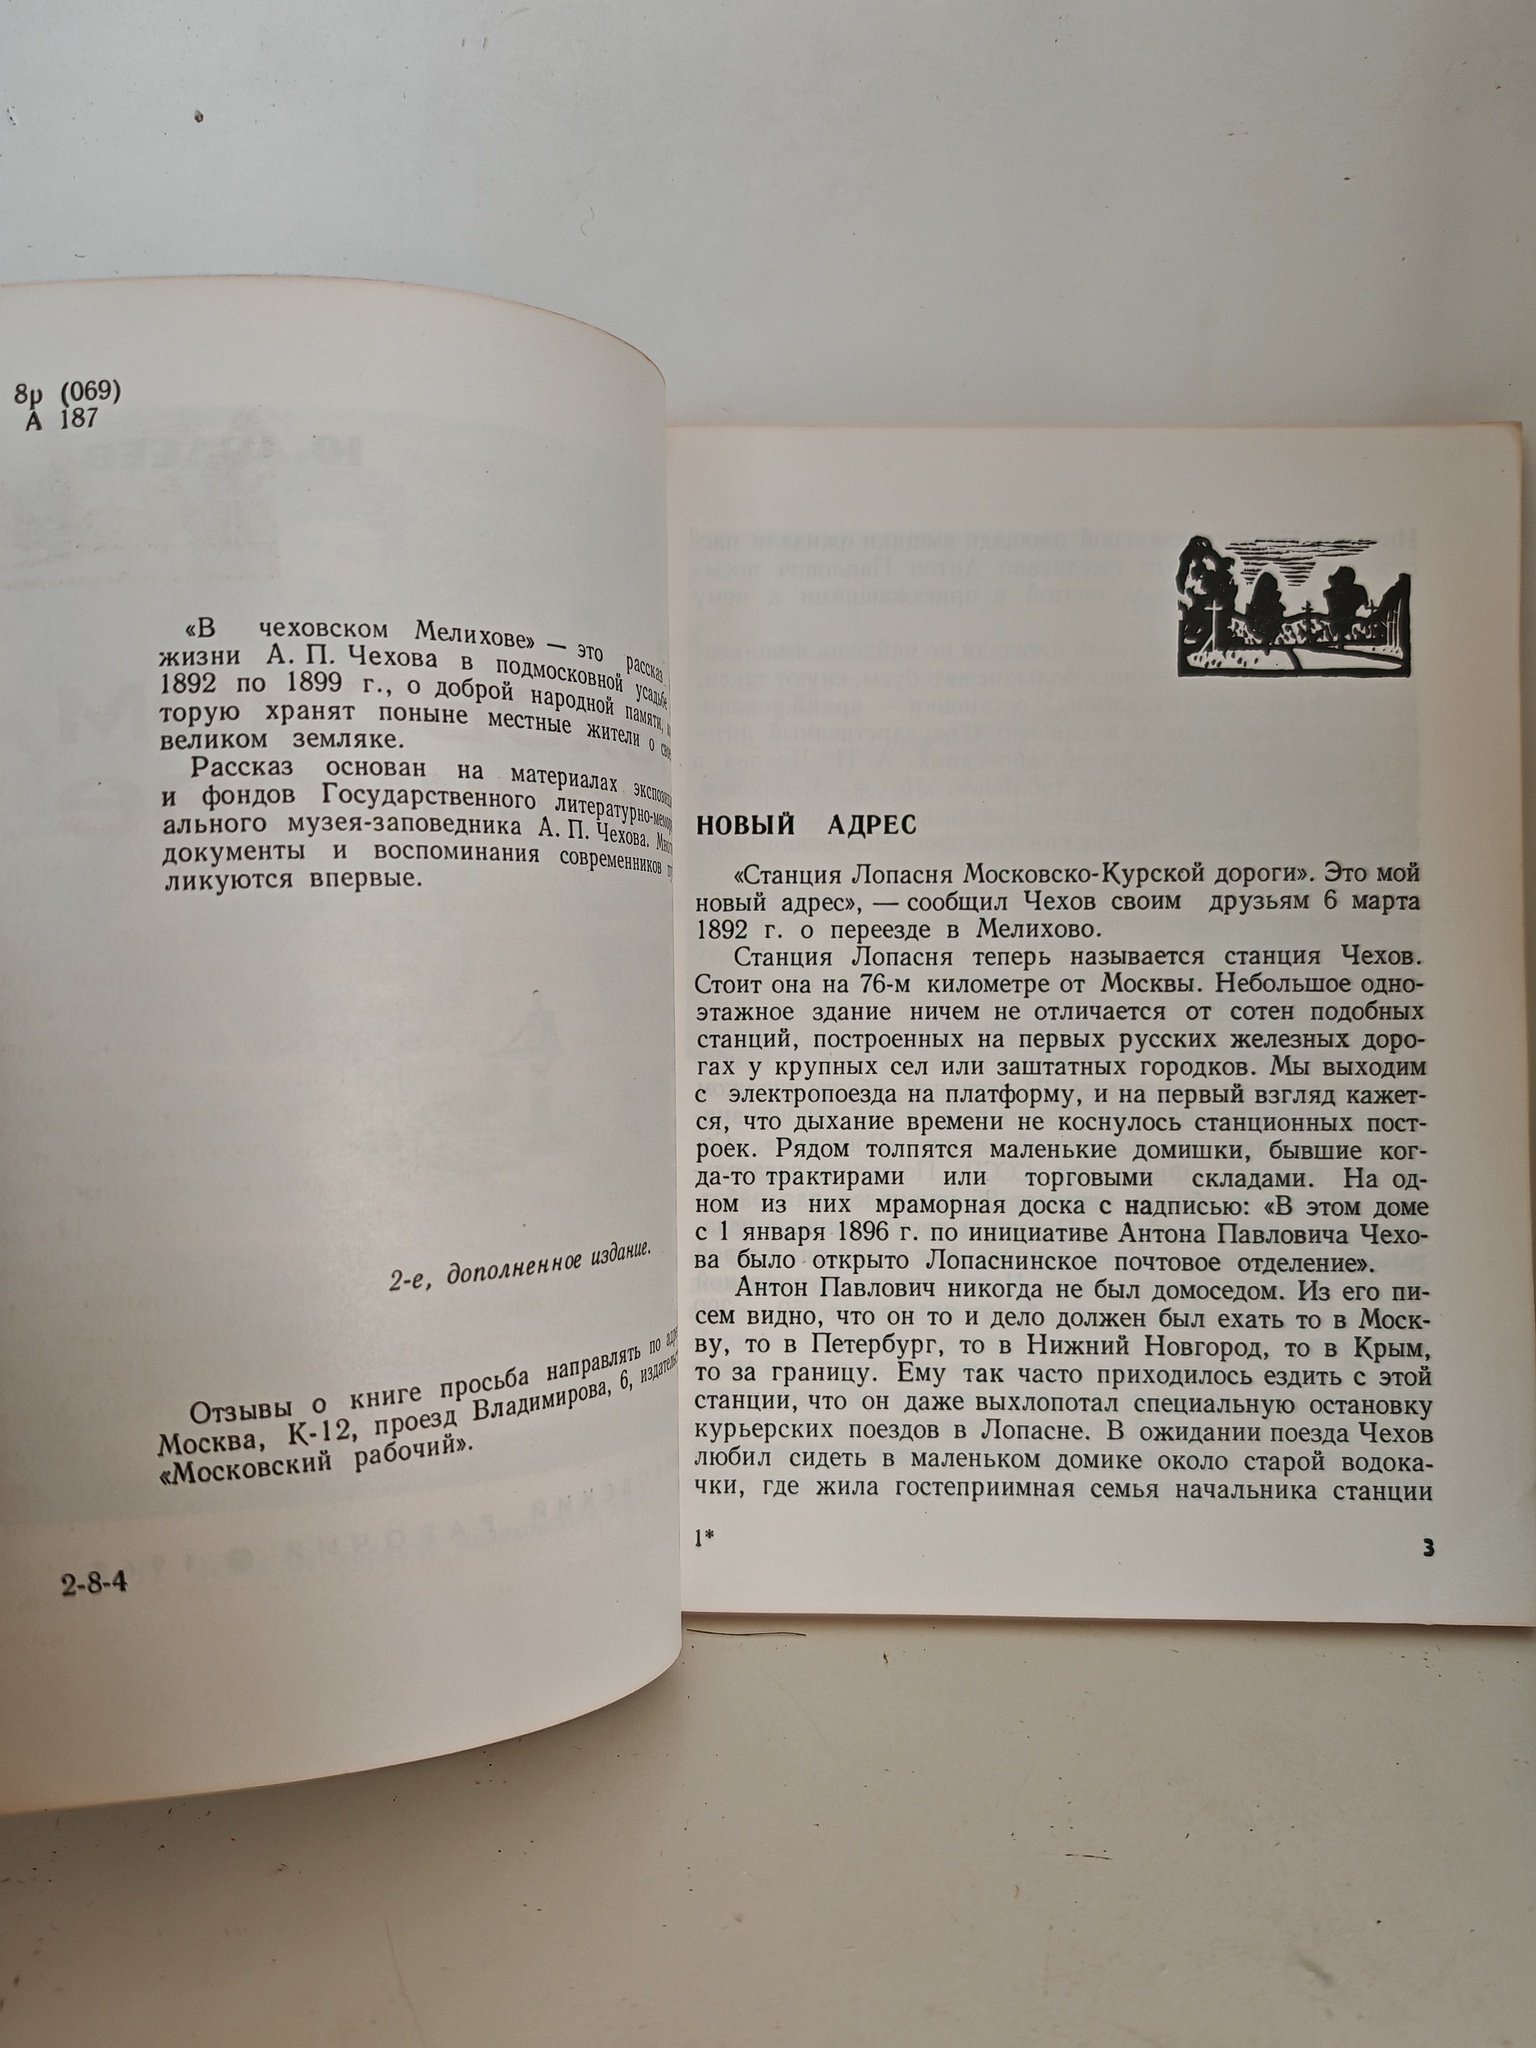 8р (069)
А 187
«В чеховском Мелихове» — это рассказ
жизни А. П. Чехова в подмосковной усадьбе
1892 по 1899 г., о доброй народной памяти,
торую хранят поныне местные жители о
великом земляке.
Рассказ основан на материалах
и фондов Государственного
ального музея-заповедника А. П. Чехова.
документы и воспоминания современников
ликуются впервые.
2-е, дополненное издание.
Отзывы о книге просьба направлять по
Москва, К-12, проезд Владимирова, 6,
«Московский рабочий».
2-8-4
НОВЫЙ АДРЕС
«Станция Лопасня Московско-Курской дороги». Это мой
новый адрес», — сообщил Чехов своим друзьям 6 марта
1892 г. о переезде в Мелихово.
Станция Лопасня теперь называется станция Чехов.
Стоит она на 76-м километре от Москвы. Небольшое одно-
этажное здание ничем не отличается от сотен подобных
станций, построенных на первых русских железных доро-
гах у крупных сел или заштатных городков. Мы выходим
с электропоезда на платформу, и на первый взгляд кажет-
ся, что дыхание времени не коснулось станционных пост-
роек. Рядом толпятся маленькие домишки, бывшие ког-
да-то трактирами или торговыми складами. На од-
ном из них мраморная доска с надписью: «В этом доме
с 1 января 1896 г. по инициативе Антона Павловича Чехо-
ва было открыто Лопаснинское почтовое отделение».
Антон Павлович никогда не был домоседом. Из его пи-
сем видно, что он то и дело должен был ехать то в Моск-
ву, то в Петербург, то в Нижний Новгород, то в Крым,
то за границу. Ему так часто приходилось ездить с этой
станции, что он даже выхлопотал специальную остановку
курьерских поездов в Лопасне. В ожидании поезда Чехов
любил сидеть в маленьком домике около старой водока-
чки, где жила гостеприимная семья начальника станции
1*
3